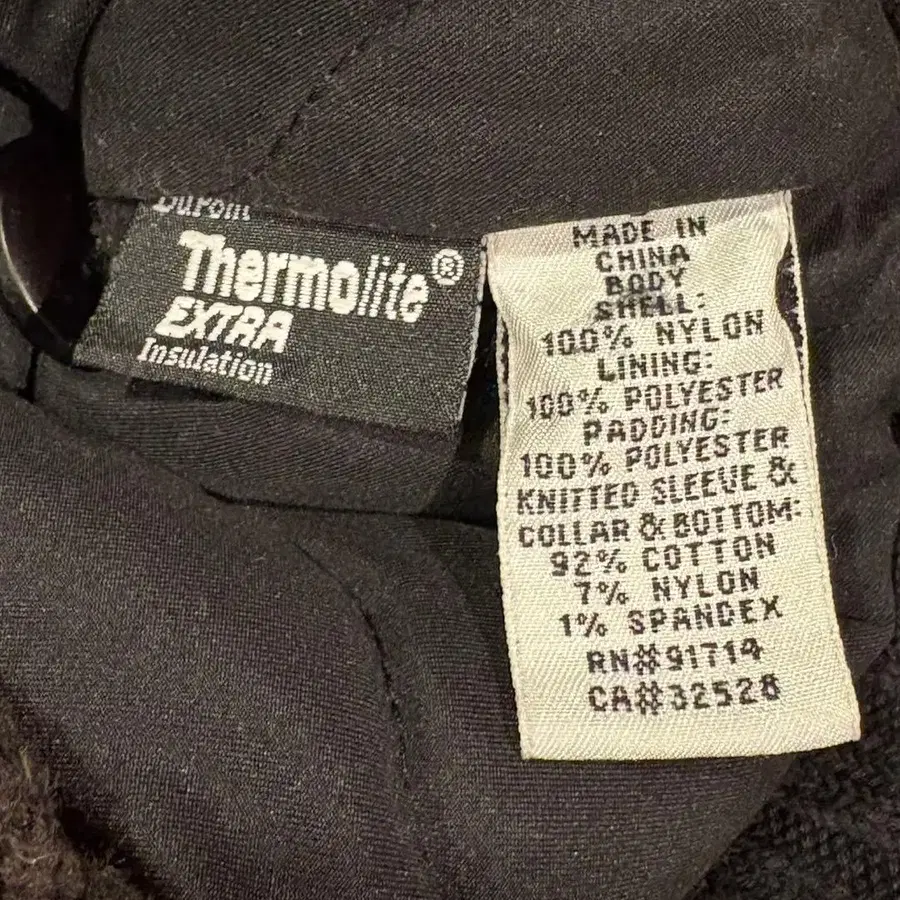 DuPont
Thermolite®
EXTRA
Insulation
MADE IN
CHINA
BODY
SHELL:
100% NYLON
LINING:
100% POLYESTER
PADDING:
100% POLYESTER
KNITTED SLEEVE &
COLLAR & BOTTOM:
92% COTTON
7% NYLON
1% SPANDEX
RN#91714
CA#32528